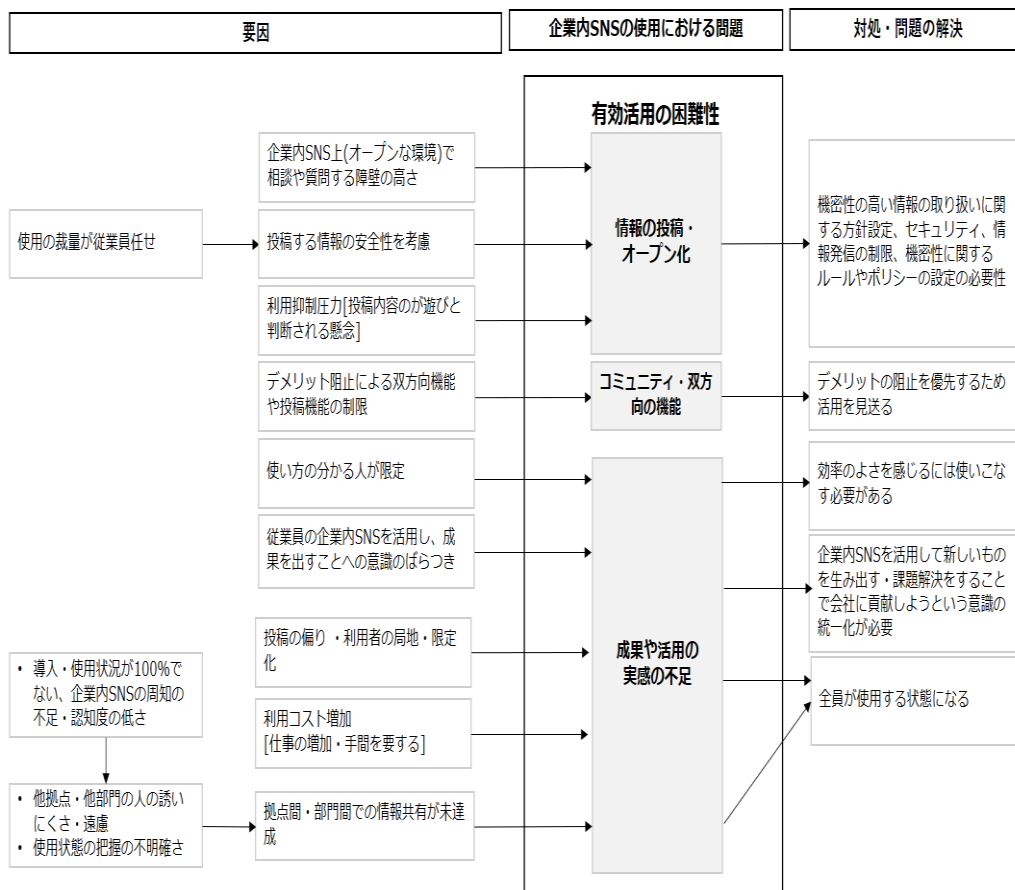 要因
企業内SNSの使用における問題
対処・問題の解決
有効活用の困難性
企業内SNS上(オープンな環境)で
相談や質問する障壁の高さ
使用の裁量が従業員任せ
投稿する情報の安全性を考慮
利用抑制圧力[投稿内容のが遊びと
判断される懸念]
情報の投稿・
オープン化
機密性の高い情報の取り扱いに関
する方針設定、セキュリティ、情
報発信の制限、機密性に関する
ルールやポリシーの設定の必要性
デメリット阻止による双方向機能
や投稿機能の制限
コミュニティ・双方
向の機能
デメリットの阻止を優先するため
活用を見送る
使い方の分かる人が限定
従業員の企業内SNSを活用し、成
果を出すことへの意識のばらつき
投稿の偏り ・利用者の局地・限定
化
• 導入・使用状況が100%で
ない、企業内SNSの周知の
不足・認知度の低さ
利用コスト増加
[仕事の増加・手間を要する]
• 他拠点・他部門の人の誘い
にくさ・遠慮
• 使用状態の把握の不明確さ
拠点間・部門間での情報共有が未達
成
成果や活用の
実感の不足
効率のよさを感じるには使いこな
す必要がある
企業内SNSを活用して新しいもの
を生み出す・課題解決をすること
で会社に貢献しようという意識の
統一化が必要
全員が使用する状態になる